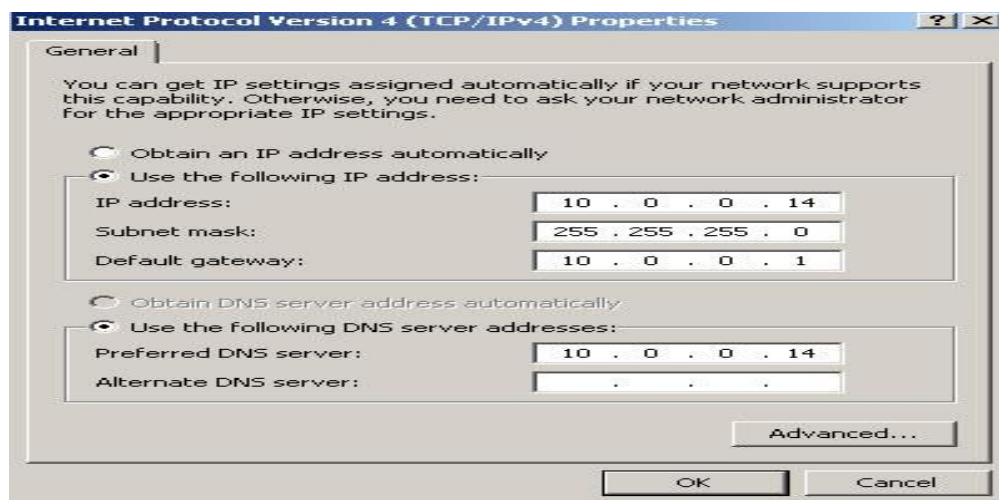 Internet Protocol Version 4 (TCP/IPv4) Properties ? ×
General
You can get IP settings assigned automatically if your network supports
this capability. Otherwise, you need to ask your network administrator
for the appropriate IP settings.
Obtain an IP address automatically
Use the following IP address:
IP address: 10 . 0 . 0 . 14
Subnet mask: 255 . 255 . 255 . 0
Default gateway: 10 . 0 . 0 . 1
Obtain DNS server address automatically
Use the following DNS server addresses:
Preferred DNS server: 10 . 0 . 0 . 14
Alternate DNS server: . . .
Advanced...
OK Cancel